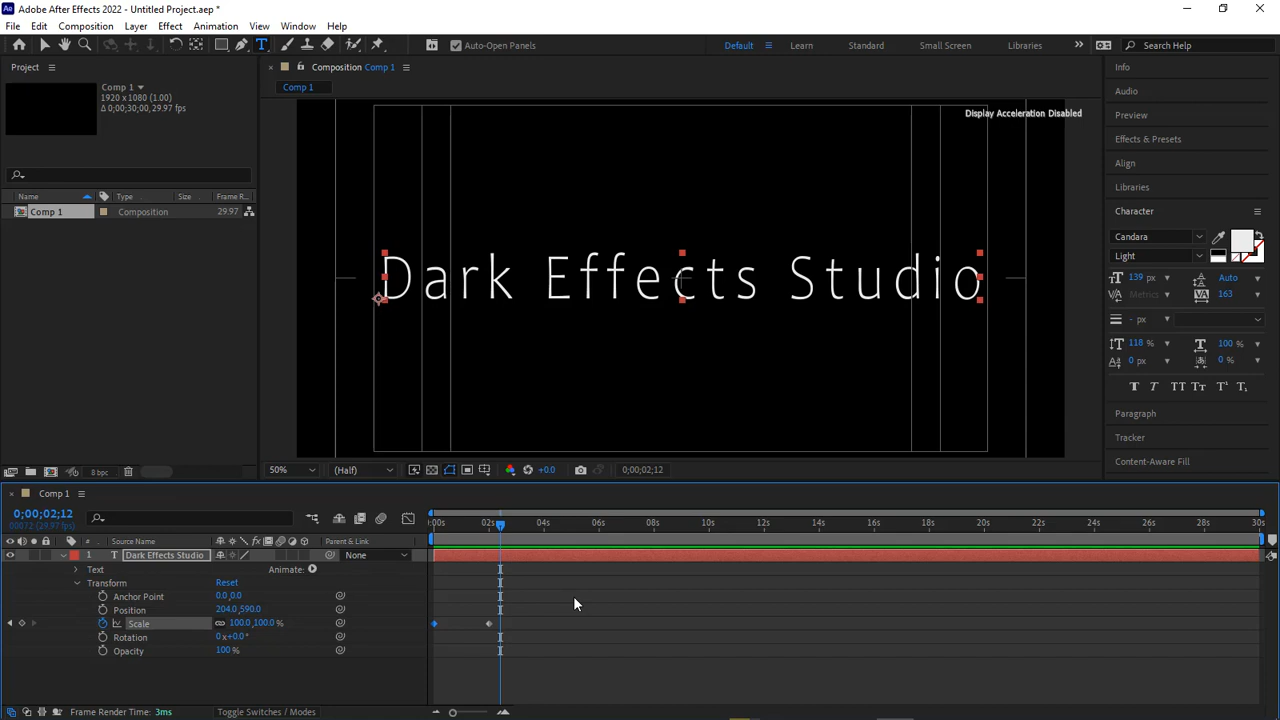 Adobe After Effects 2022 - Untitled Project.aep *
File Edit Composition Layer Effect Animation View Window Help
Auto-Open Panels
Default
Learn
Standard
Small Screen
Libraries
Search Help
Project
Comp 1
1920 x 1080 (1.00)
Δ 0;00;30;00, 29.97 fps
Name Type Size Frame R...
Comp 1 Composition 29.97
8 bpc
Composition Comp 1
Comp 1
Display Acceleration Disabled
Dark Effects Studio
50% (Half) +0.0 0;00;02;12
Info
Audio
Preview
Effects & Presets
Align
Libraries
Character
Candara
Light
139 px Auto
Metrics 163
- px
118 % 100 %
0 px 0 %
Paragraph
Tracker
Content-Aware Fill
Comp 1
0;00;02;12
00072 (29.97 fps)
:00s 02s 04s 06s 08s 10s 12s 14s 16s 18s 20s 22s 24s 26s 28s 30s
# Source Name Parent & Link
1 T Dark Effects Studio None
Text Animate:
Transform Reset
Anchor Point 0.0,0.0
Position 204.0,590.0
Scale 100.0,100.0 %
Rotation 0x+0.0°
Opacity 100 %
Frame Render Time: 3ms Toggle Switches / Modes